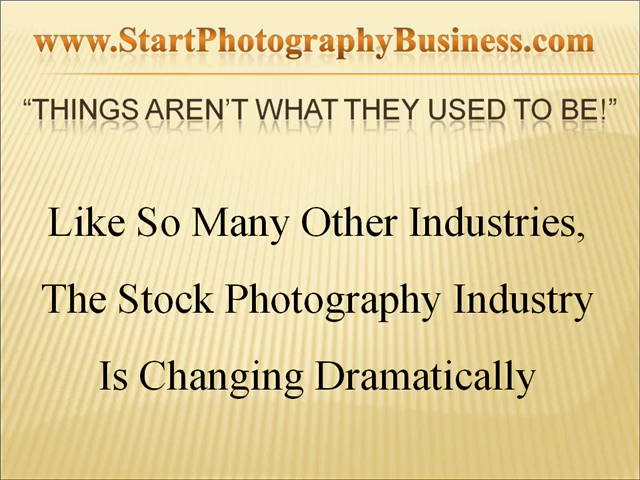 www.StartPhotographyBusiness.com
“THINGS AREN’T WHAT THEY USED TO BE!”
Like So Many Other Industries,
The Stock Photography Industry
Is Changing Dramatically